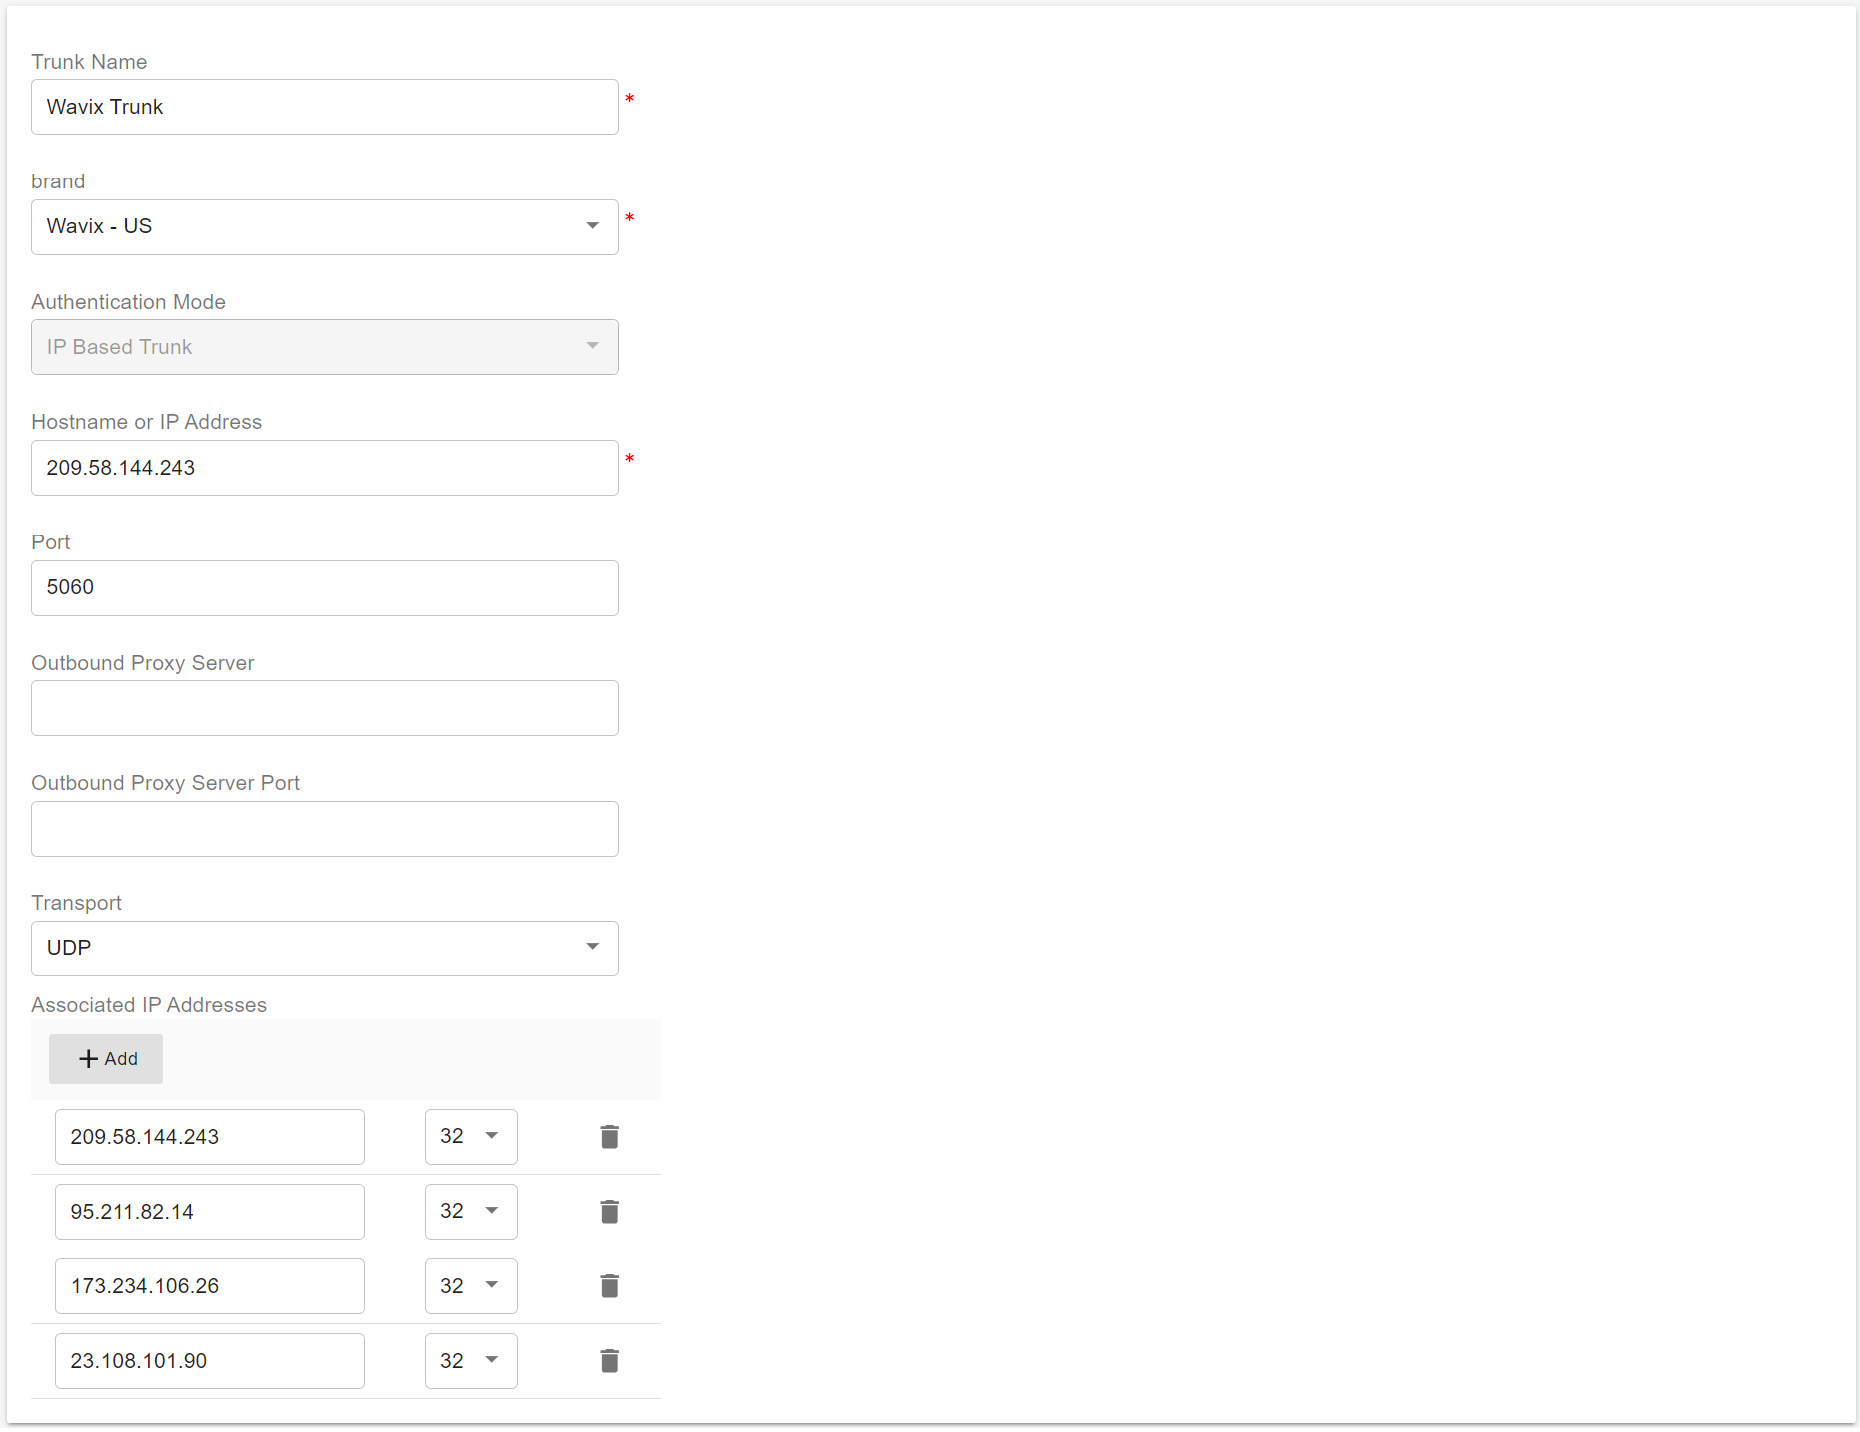 Trunk Name
Wavix Trunk *
brand
Wavix - US *
Authentication Mode
IP Based Trunk
Hostname or IP Address
209.58.144.243 *
Port
5060
Outbound Proxy Server
Outbound Proxy Server Port
Transport
UDP
Associated IP Addresses
+ Add
209.58.144.243 32
95.211.82.14 32
173.234.106.26 32
23.108.101.90 32